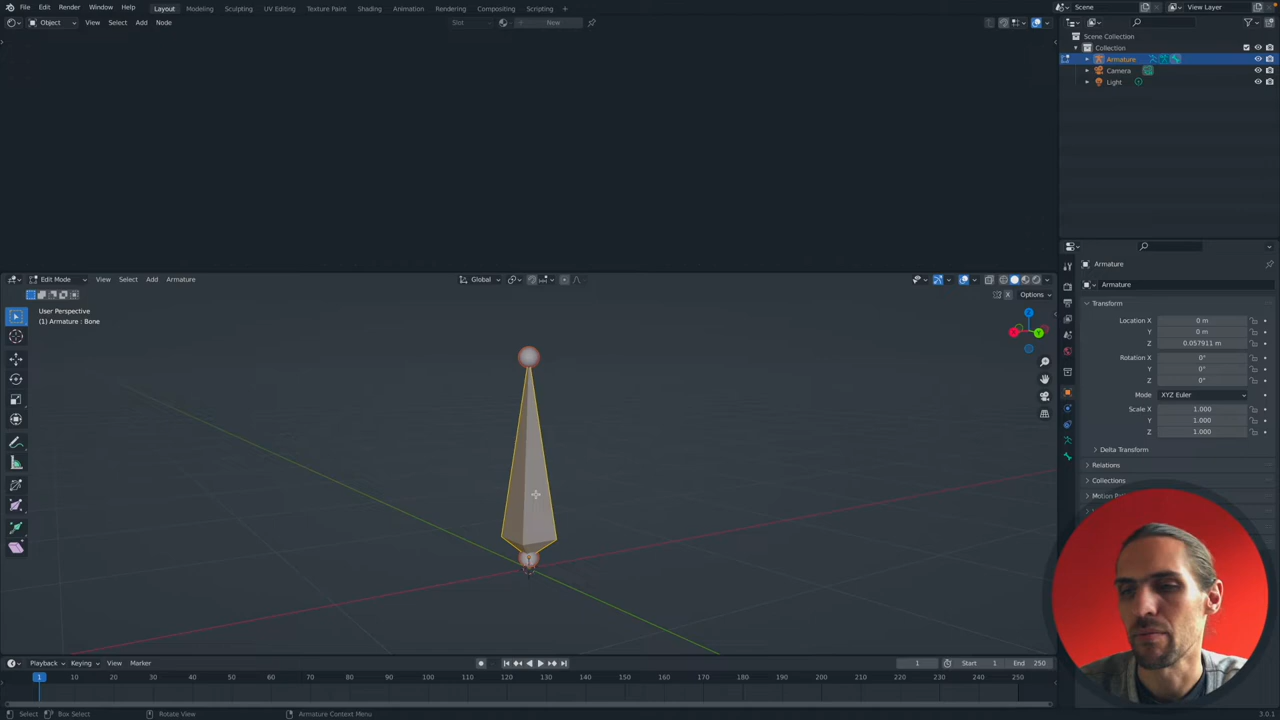 File Edit Render Window Help Layout Modeling Sculpting UV Editing Texture Paint Shading Animation Rendering Compositing Scripting + Scene View Layer
Object View Select Add Node Slot New
Scene Collection
Collection
Armature
Camera
Light
Armature
Edit Mode View Select Add Armature Global
Armature
Options
Transform
User Perspective
(1) Armature : Bone
Location X 0 m
Y 0 m
Z 0.057911 m
Rotation X 0°
Y 0°
Z 0°
Mode XYZ Euler
Scale X 1.000
Y 1.000
Z 1.000
Delta Transform
Relations
Collections
Playback Keying View Marker 1 Start 1 End 250
1 10 20 30 40 50 60 70 80 90 100 110 120 130 140 150 160 170 180 190 200 210 220 230 240 250
Select Box Select Rotate View Armature Context Menu 3.0.1